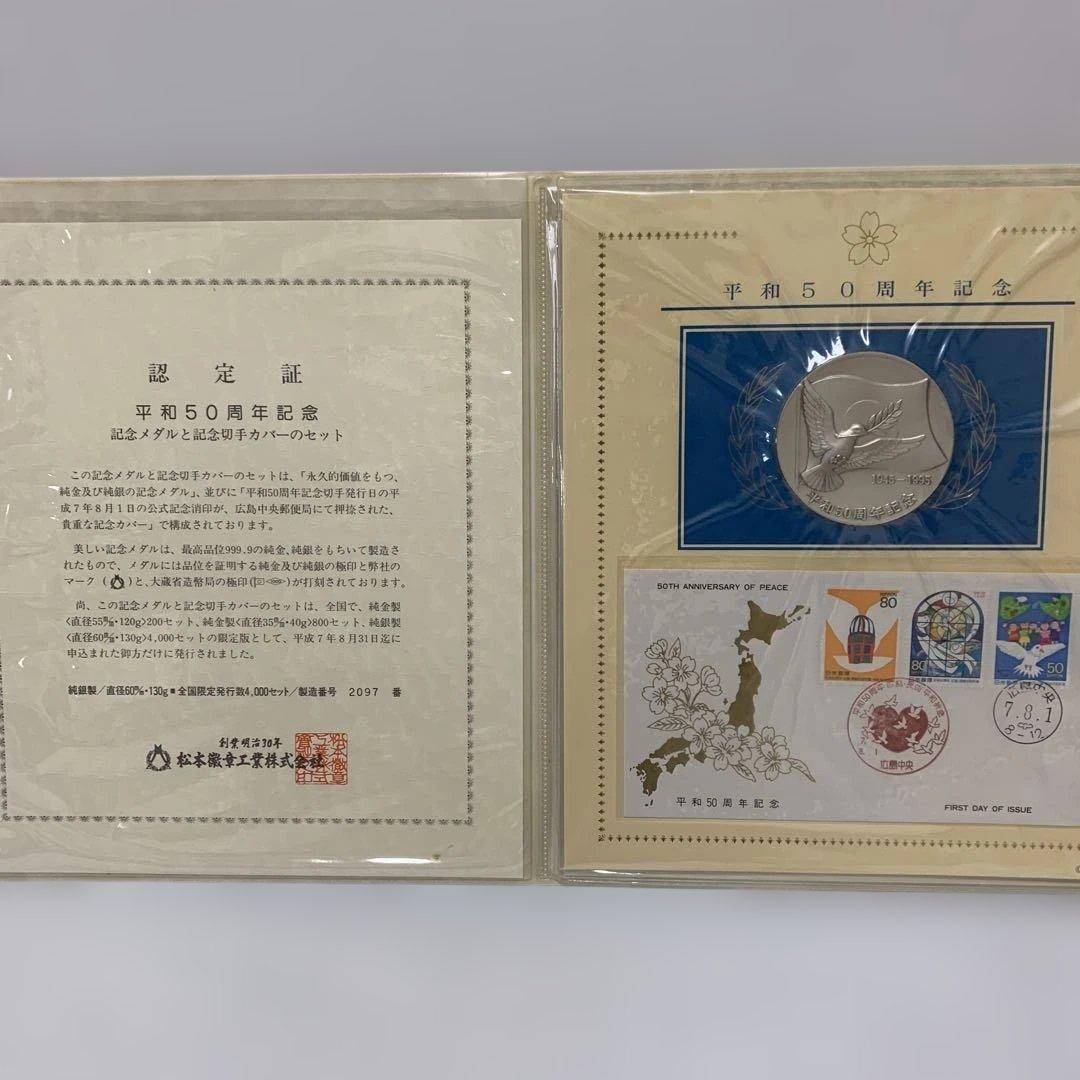 認定証
平和50周年記念
記念メダルと記念切手カバーのセット
この記念メダルと記念切手カバーのセットは、「永久的価値をもつ、
純金及び純銀の記念メダル」、並びに「平和50周年記念切手発行日の平
成7年8月1日の公式記念消印が、広島中央郵便局にて押捺された、
貴重な記念カバー」で構成されております。
美しい記念メダルは、最高品位999.9の純金、純銀をもちいて製造さ
れたもので、メダルには品位を証明する純金及び純銀の極印と弊社の
マーク()と、大蔵省造幣局の極印()が打刻されております。
尚、この記念メダルと記念切手カバーのセットは、全国で、純金製
〈直径55㎜・120g〉200セット、純金製〈直径35㎜・40g〉800セット、純銀製
〈直径60㎜・130g〉4,000セットの限定版として、平成7年8月31日迄に
申込まれた御方だけに発行されました。
純銀製/直径60㎜・130g■全国限定発行数4,000セット/製造番号 2097 番
創業明治30年
松本徽章工業株式会社
平和50周年記念
1945-1995
平和50周年記念
50TH ANNIVERSARY OF PEACE
80
日本郵便
80
50
広島中央
7.8.1
8-12
広島中央
平和50周年記念
FIRST DAY OF ISSUE